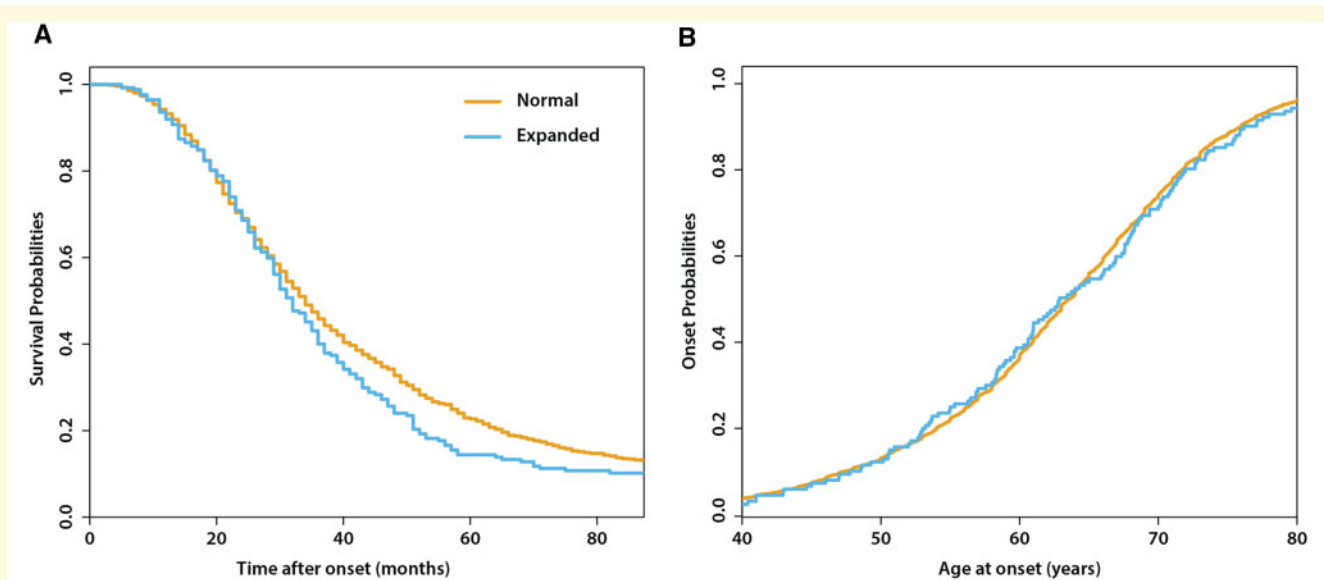 A
B
1.0
0.8
0.6
0.4
0.2
0.0
Survival Probabilities
Normal
Expanded
0 20 40 60 80
Time after onset (months)
1.0
0.8
0.6
0.4
0.2
0.0
Onset Probabilities
40 50 60 70 80
Age at onset (years)